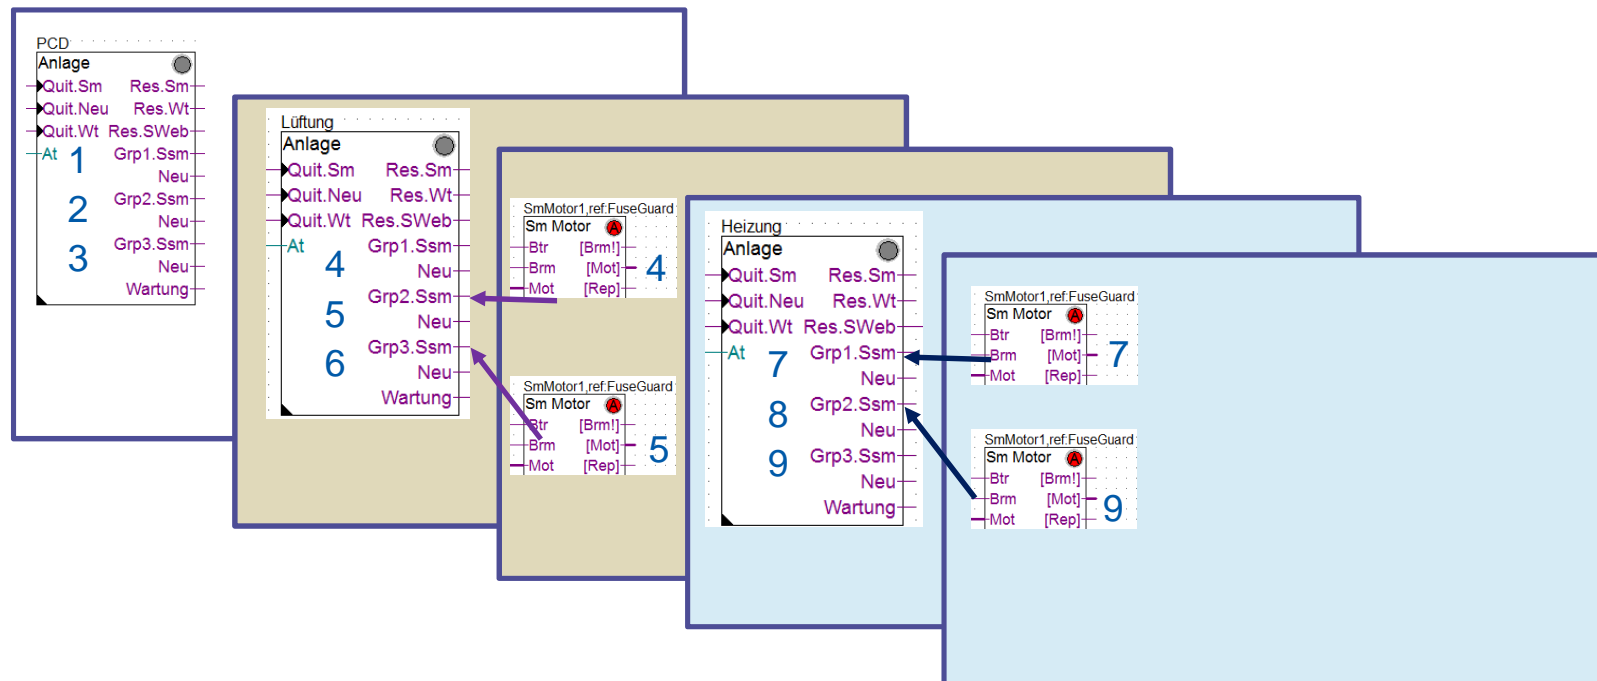 PCD
Anlage
Quit.Sm Res.Sm
Quit.Neu Res.Wt
Quit.Wt Res.SWeb
At 1 Grp1.Ssm
Neu
2 Grp2.Ssm
Neu
3 Grp3.Ssm
Neu
Wartung
Lüftung
Anlage
Quit.Sm Res.Sm
Quit.Neu Res.Wt
Quit.Wt Res.SWeb
At 4 Grp1.Ssm
Neu
5 Grp2.Ssm
Neu
6 Grp3.Ssm
Neu
Wartung
SmMotor1,ref:FuseGuard
Sm Motor A
Btr [Brm!]
Brm [Mot] 4
Mot [Rep]
SmMotor1,ref:FuseGuard
Sm Motor A
Btr [Brm!]
Brm [Mot] 5
Mot [Rep]
Heizung
Anlage
Quit.Sm Res.Sm
Quit.Neu Res.Wt
Quit.Wt Res.SWeb
At 7 Grp1.Ssm
Neu
8 Grp2.Ssm
Neu
9 Grp3.Ssm
Neu
Wartung
SmMotor1,ref:FuseGuard
Sm Motor A
Btr [Brm!]
Brm [Mot] 7
Mot [Rep]
SmMotor1,ref:FuseGuard
Sm Motor A
Btr [Brm!]
Brm [Mot] 9
Mot [Rep]